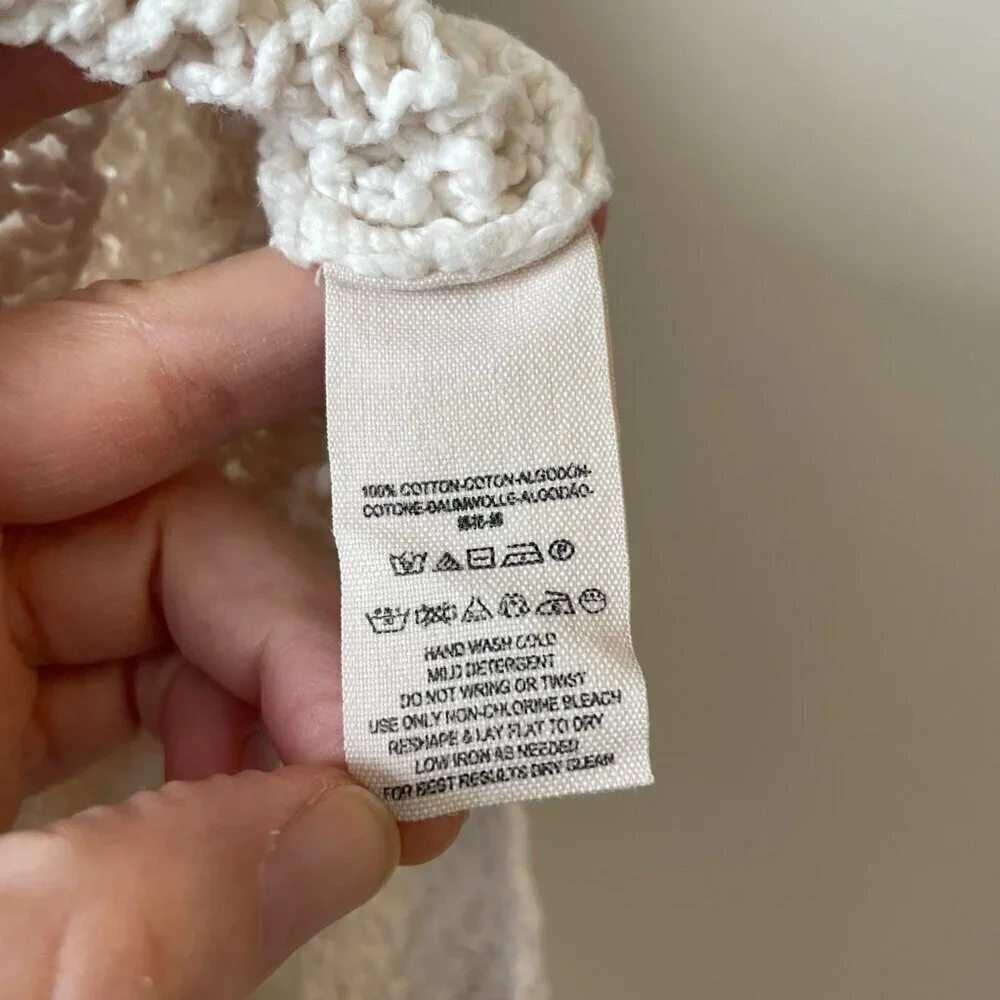 100% COTTON-COTON-ALGODÓN-
COTONE-BAUMWOLLE-ALGODÃO-
HAND WASH COLD
MILD DETERGENT
DO NOT WRING OR TWIST
USE ONLY NON-CHLORINE BLEACH
RESHAPE & LAY FLAT TO DRY
LOW IRON AS NEEDED
FOR BEST RESULTS DRY CLEAN